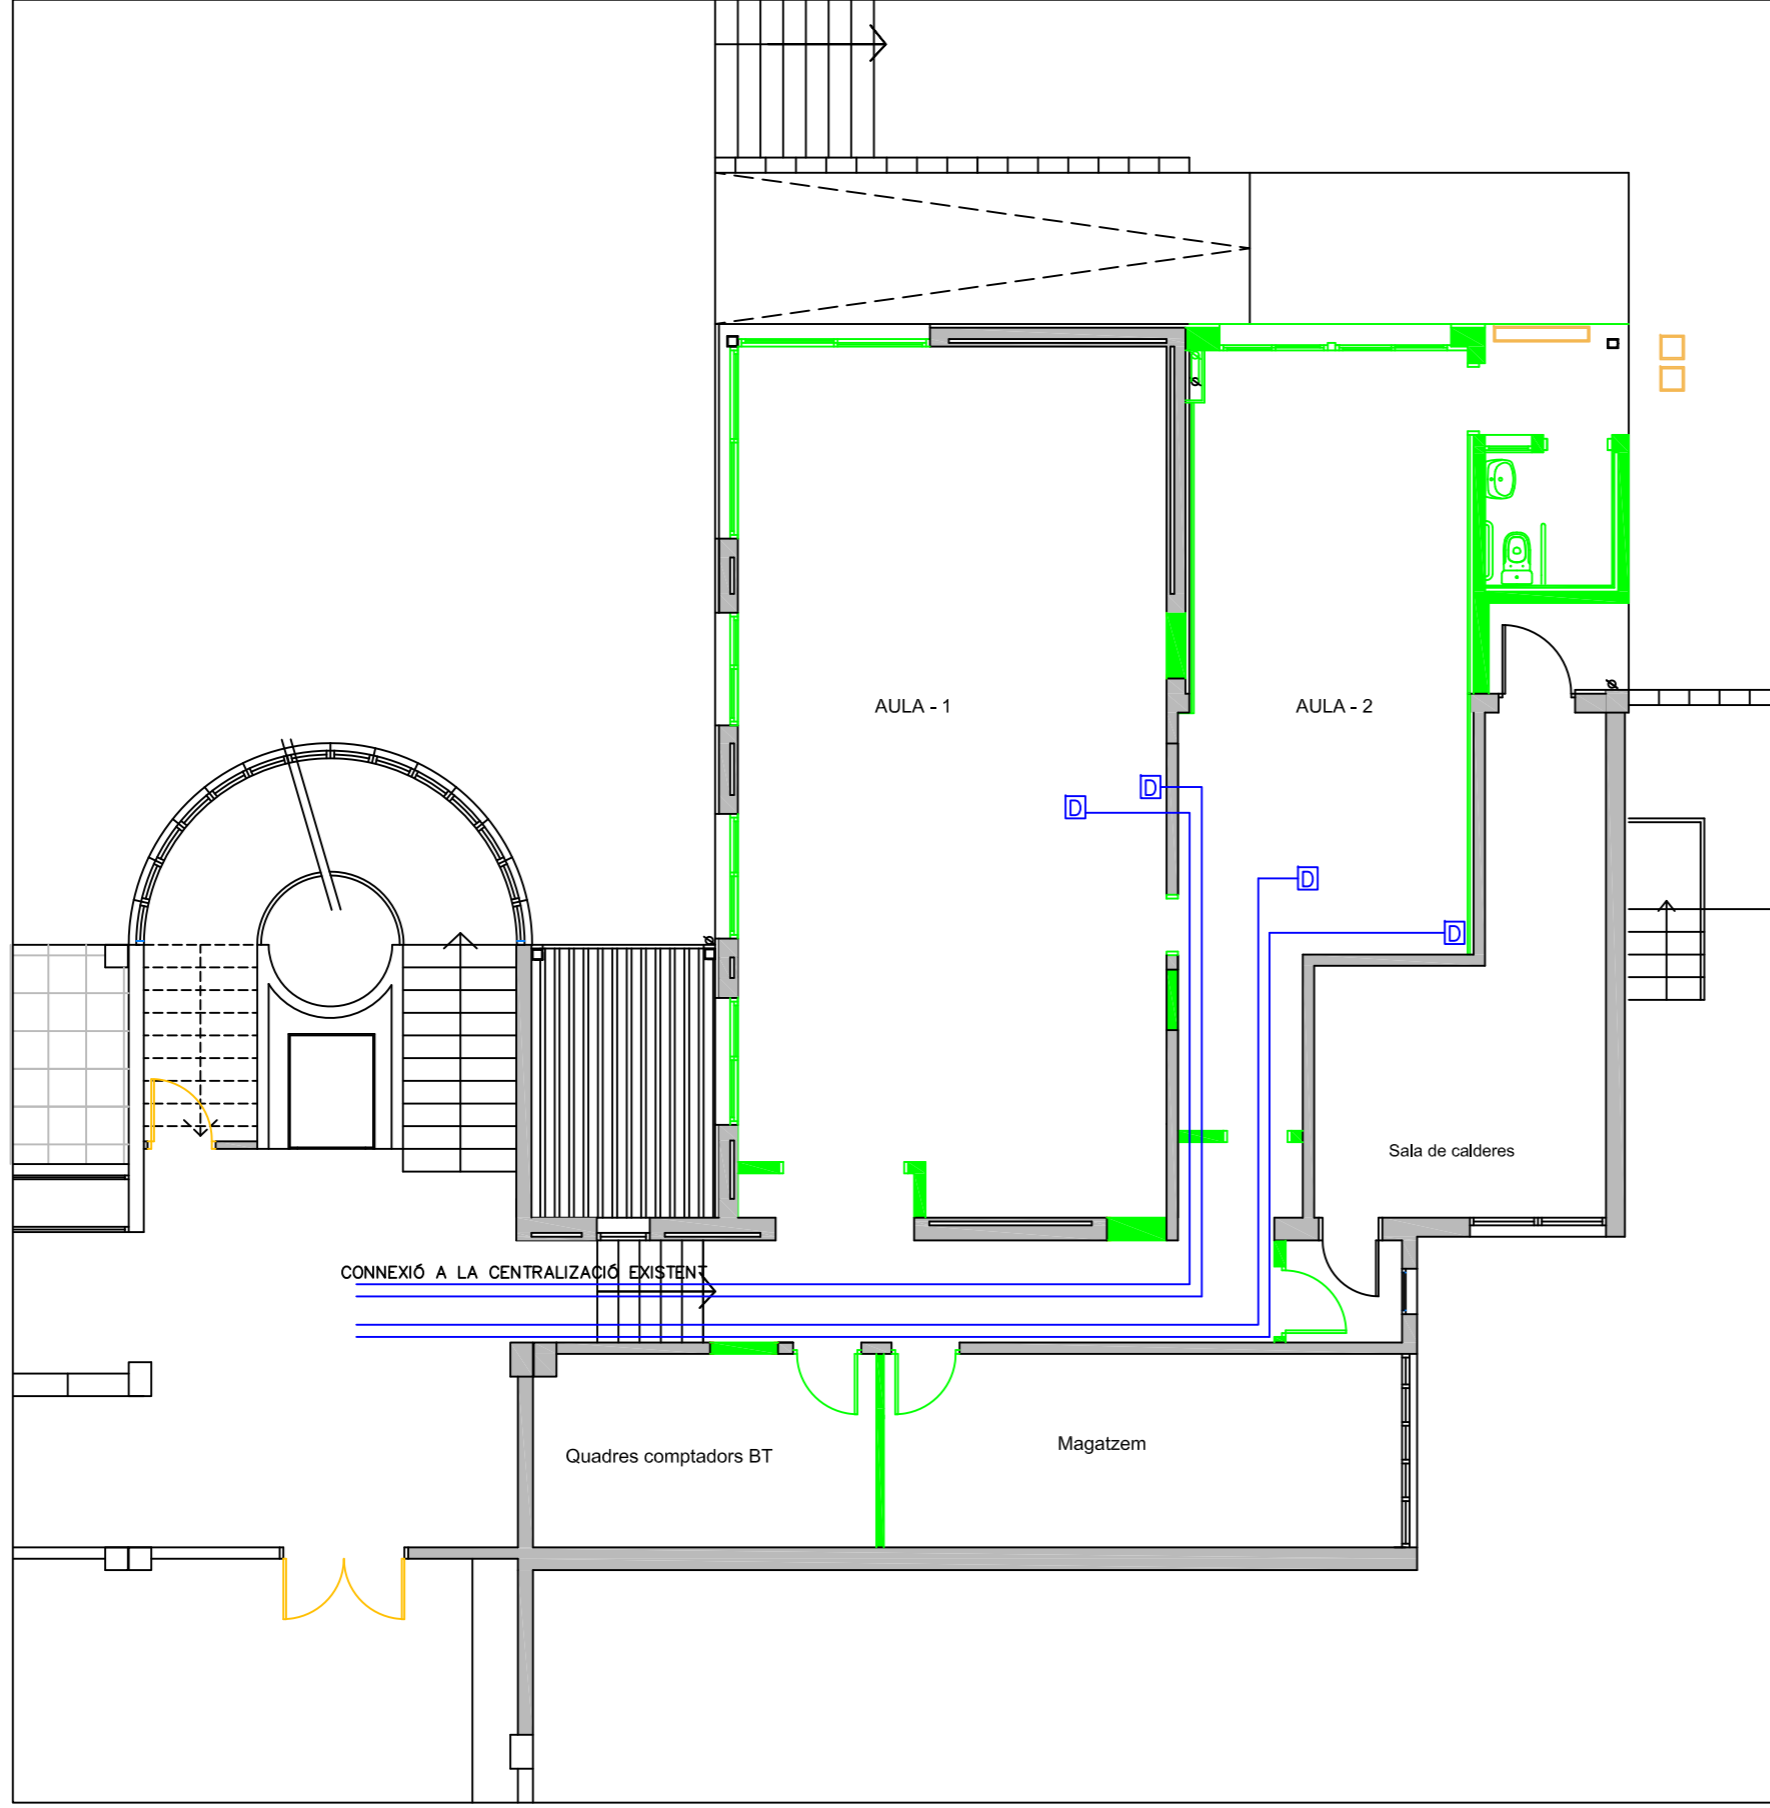 AULA - 1
AULA - 2
D
D
D
D
Sala de calderes
CONNEXIÓ A LA CENTRALIZACIÓ EXISTENT
Quadres comptadors BT
Magatzem